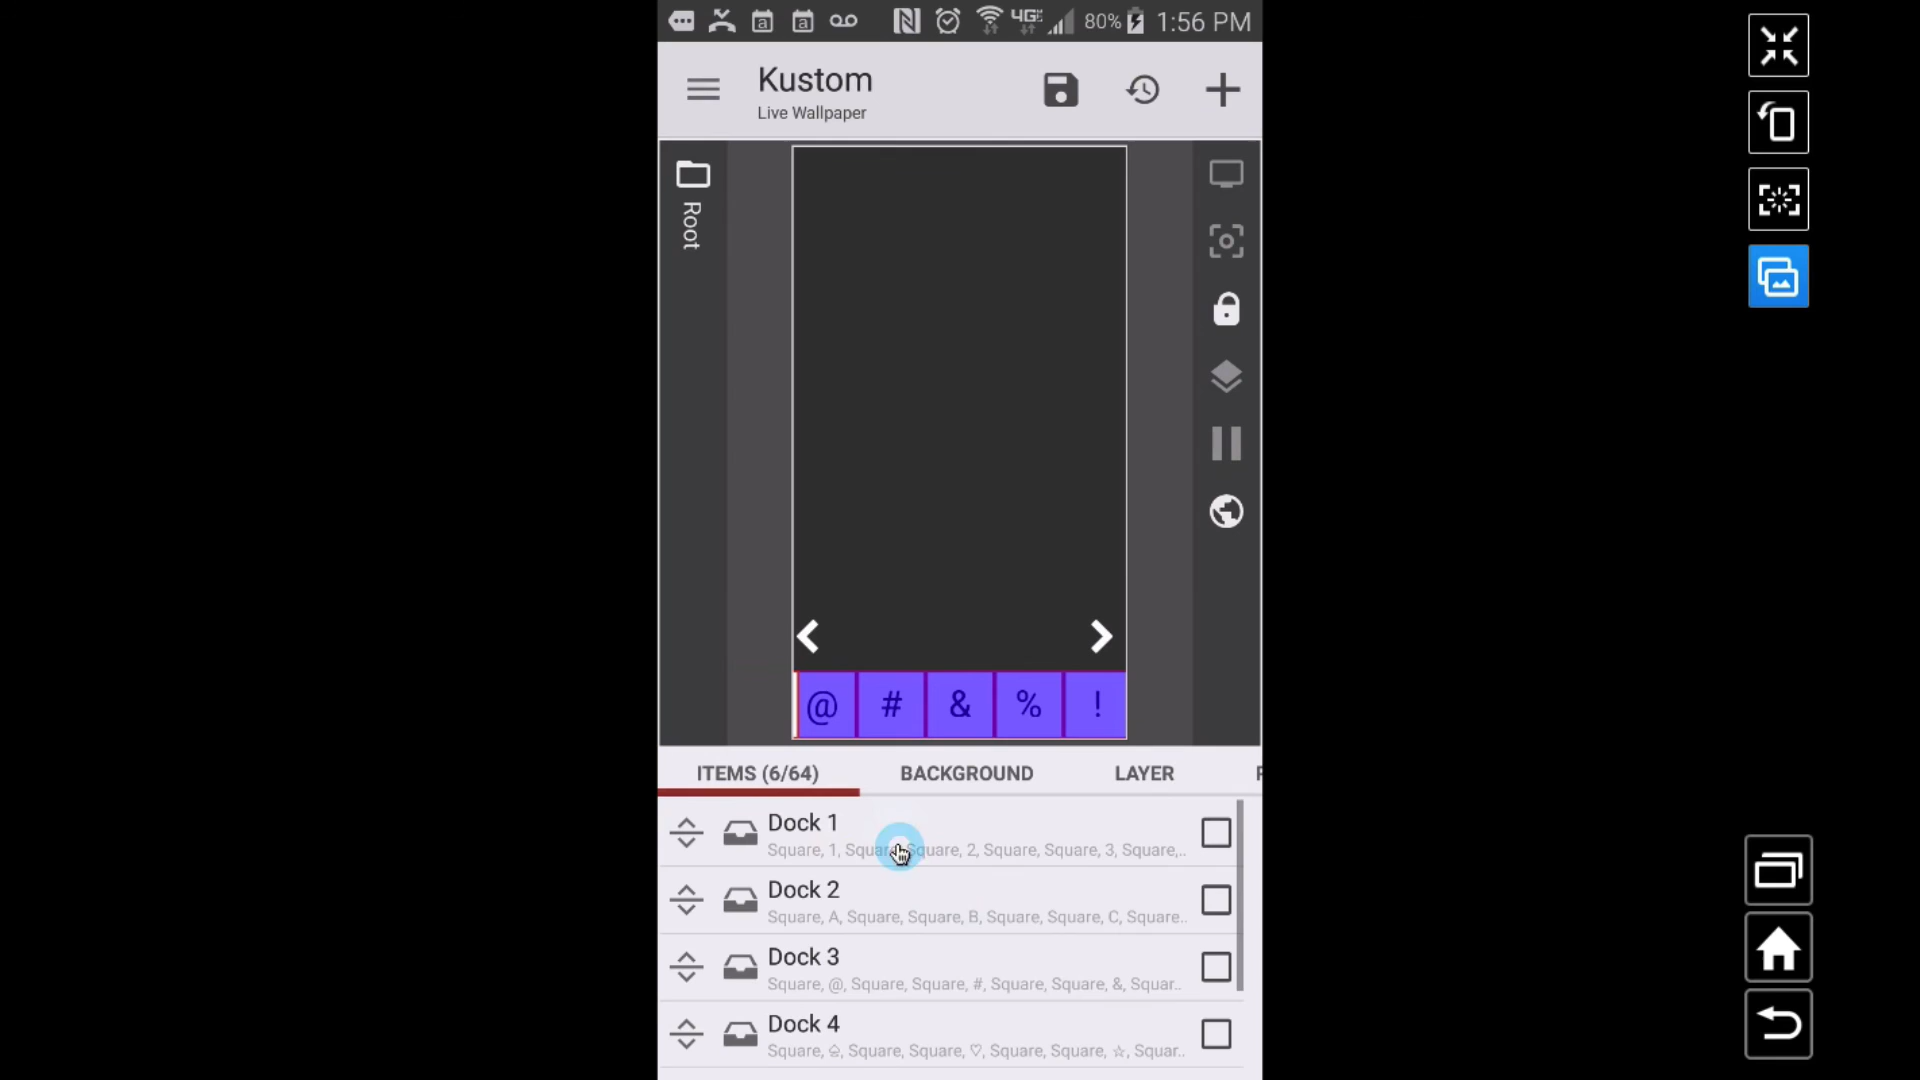 80% 1:56 PM
Kustom
Live Wallpaper
Root
@ # & % !
ITEMS (6/64) BACKGROUND LAYER
Dock 1
Square, 1, Square, Square, 2, Square, Square, 3, Square,..
Dock 2
Square, A, Square, Square, B, Square, Square, C, Square..
Dock 3
Square, @, Square, Square, #, Square, Square, &, Squar..
Dock 4
Square, ♤, Square, Square, ♡, Square, Square, ☆, Squar..